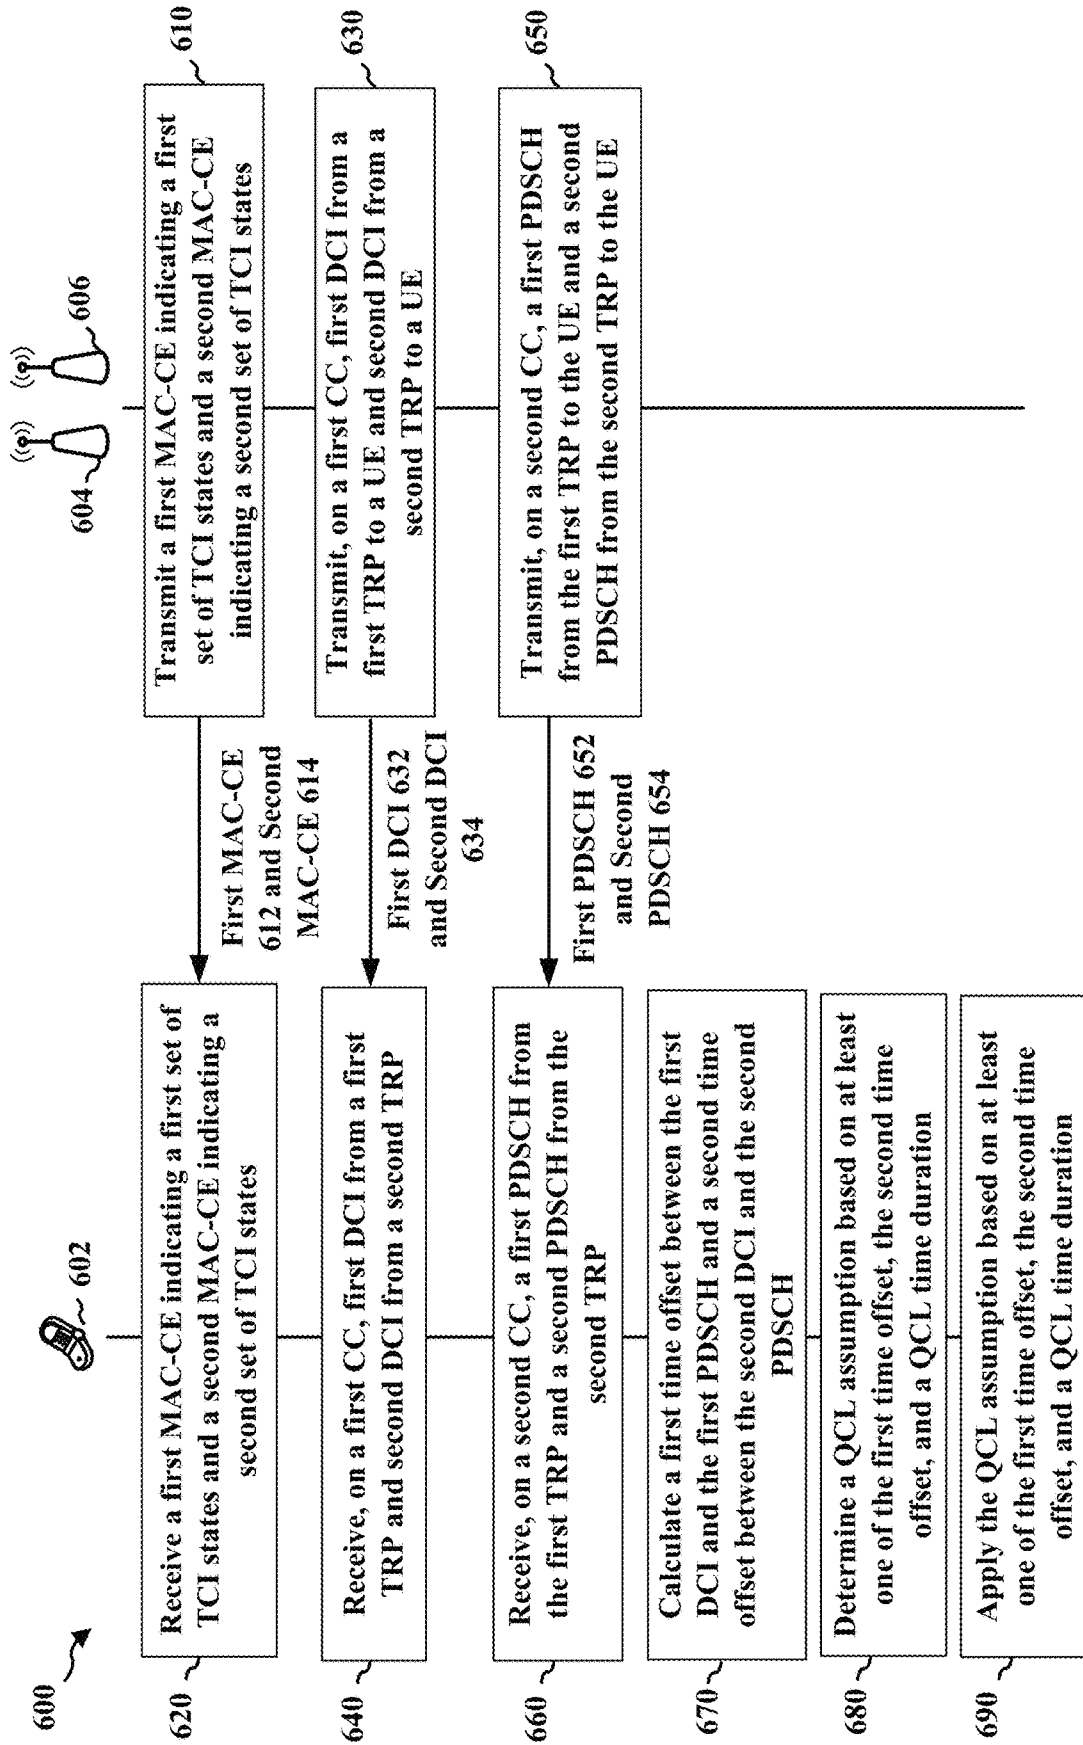 600
602
604
606
Transmit a first MAC-CE indicating a first
set of TCI states and a second MAC-CE
indicating a second set of TCI states
610
First MAC-CE
612 and Second
MAC-CE 614
Receive a first MAC-CE indicating a first set of
TCI states and a second MAC-CE indicating a
second set of TCI states
620
Transmit, on a first CC, first DCI from a
first TRP to a UE and second DCI from a
second TRP to a UE
630
First DCI 632
and Second DCI
634
Receive, on a first CC, first DCI from a first
TRP and second DCI from a second TRP
640
Transmit, on a second CC, a first PDSCH
from the first TRP to the UE and a second
PDSCH from the second TRP to the UE
650
First PDSCH 652
and Second
PDSCH 654
Receive, on a second CC, a first PDSCH from
the first TRP and a second PDSCH from the
second TRP
660
Calculate a first time offset between the first
DCI and the first PDSCH and a second time
offset between the second DCI and the second
PDSCH
670
Determine a QCL assumption based on at least
one of the first time offset, the second time
offset, and a QCL time duration
680
Apply the QCL assumption based on at least
one of the first time offset, the second time
offset, and a QCL time duration
690